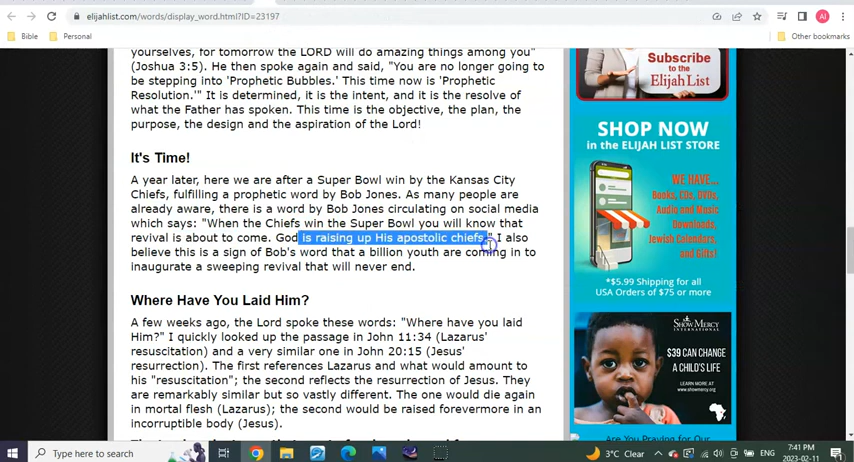 elijahlist.com/words/display_word.html?ID=23197
Al
Bible
Personal
Other bookmarks
yourselves, for tomorrow the LORD will do amazing things among you"
(Joshua 3:5). He then spoke again and said, "You are no longer going to
be stepping into 'Prophetic Bubbles.' This time now is 'Prophetic
Resolution.'" It is determined, it is the intent, and it is the resolve of
what the Father has spoken. This time is the objective, the plan, the
purpose, the design and the aspiration of the Lord!
It's Time!
A year later, here we are after a Super Bowl win by the Kansas City
Chiefs, fulfilling a prophetic word by Bob Jones. As many people are
already aware, there is a word by Bob Jones circulating on social media
which says: "When the Chiefs win the Super Bowl you will know that
revival is about to come. God is raising up His apostolic chiefs." I also
believe this is a sign of Bob's word that a billion youth are coming in to
inaugurate a sweeping revival that will never end.
Where Have You Laid Him?
A few weeks ago, the Lord spoke these words: "Where have you laid
Him?" I quickly looked up the passage in John 11:34 (Lazarus'
resuscitation) and a very similar one in John 20:15 (Jesus'
resurrection). The first references Lazarus and what would amount to
his "resuscitation"; the second reflects the resurrection of Jesus. They
are remarkably similar but so vastly different. The one would die again
in mortal flesh (Lazarus); the second would be raised forevermore in an
incorruptible body (Jesus).
Subscribe
to the
Elijah List
SHOP NOW
in the ELIJAH LIST STORE
WE HAVE...
Books, CDs, DVDs,
Audio and Music
Downloads,
Jewish Calendars,
and Gifts!
*$5.99 Shipping for all
USA Orders of $75 or more
SHOWMERCY
INTERNATIONAL
$39 CAN CHANGE
A CHILD'S LIFE
LEARN MORE AT
www.showmercy.org
Are You Praying for Our
Type here to search
3°C Clear
ENG
7:41 PM
2023-02-11